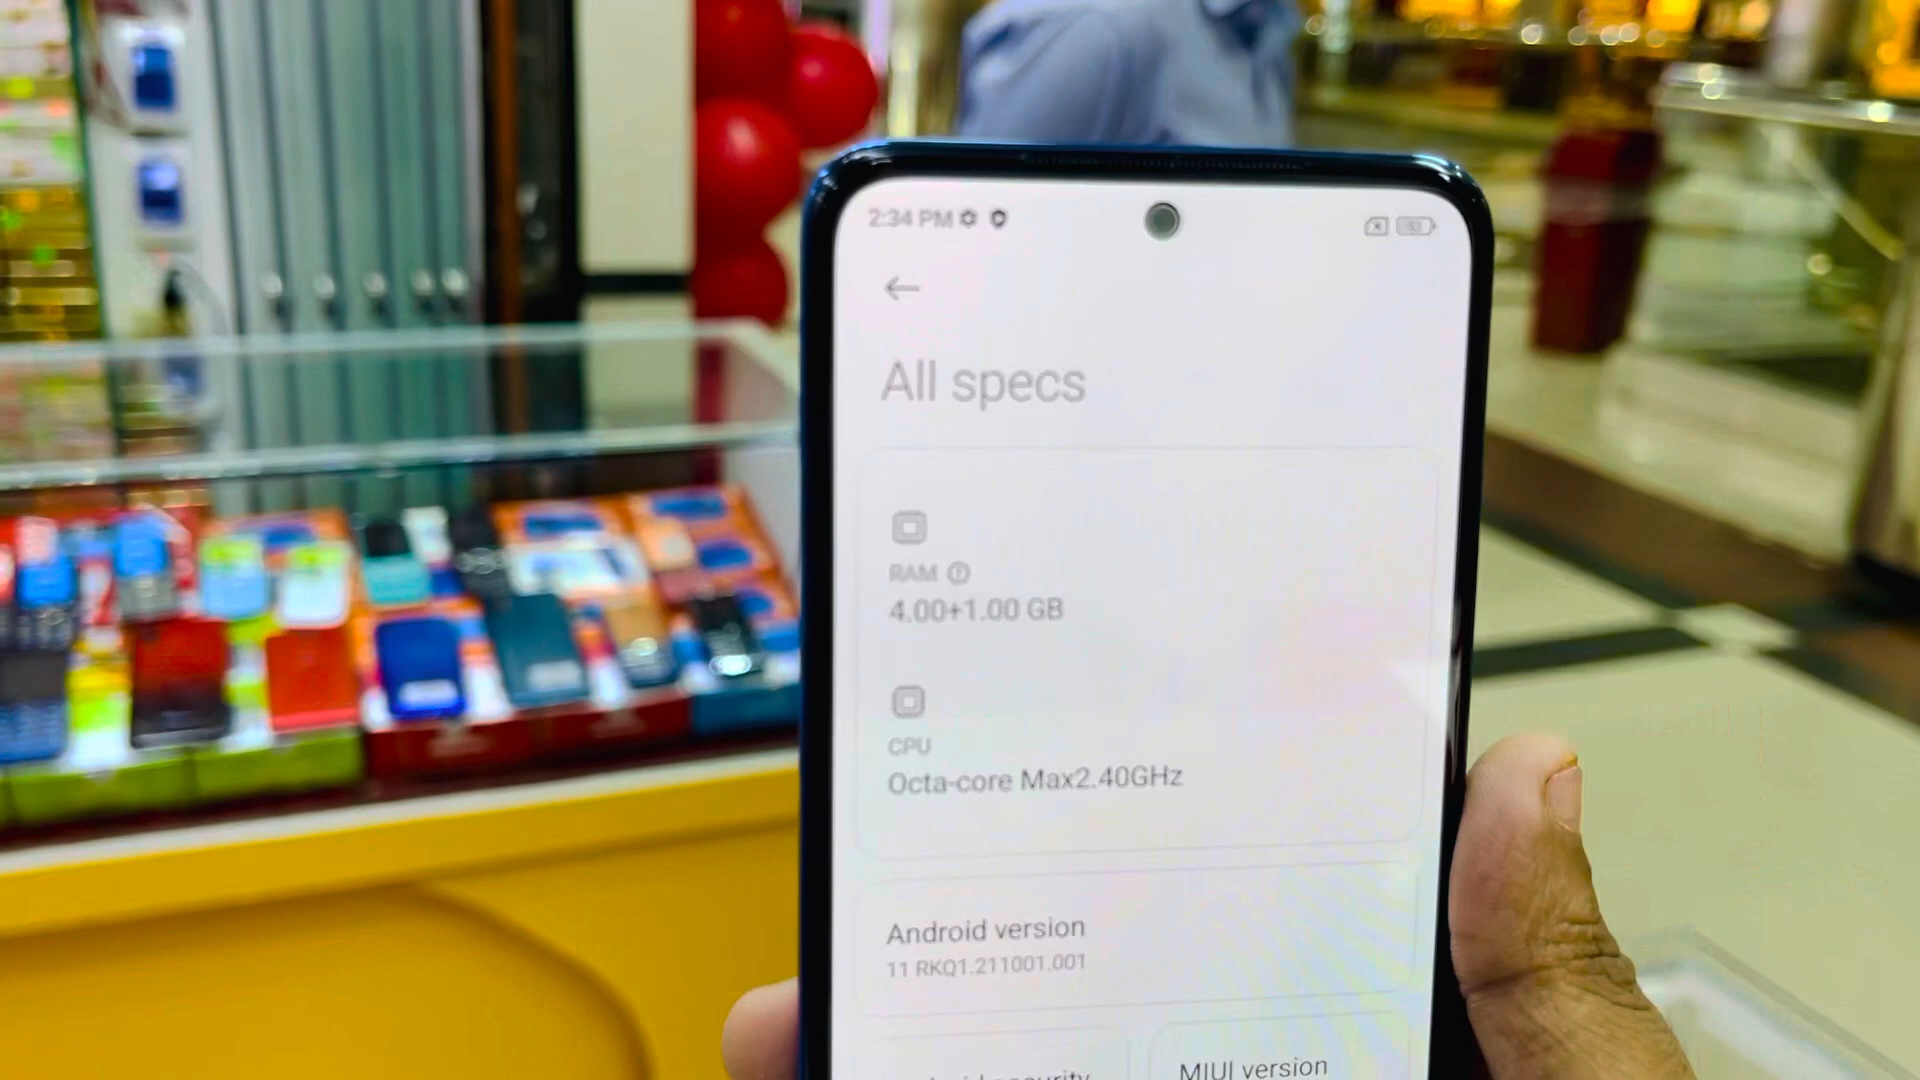 2:34 PM
All specs
RAM
4.00+1.00 GB
CPU
Octa-core Max2.40GHz
Android version
11 RKQ1.211001.001
security
MIUI version